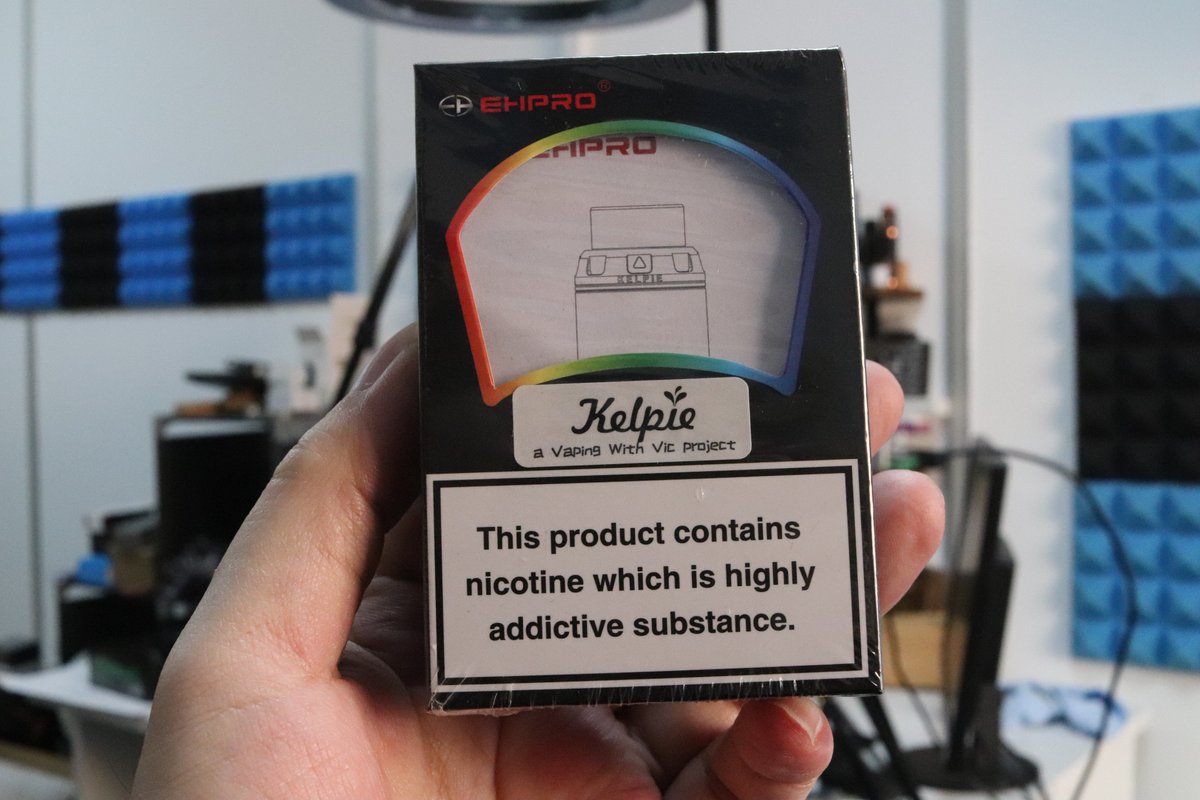 EHPRO®
EHPRO
KELPIE
Kelpie
a Vaping With Vic project
This product contains
nicotine which is highly
addictive substance.